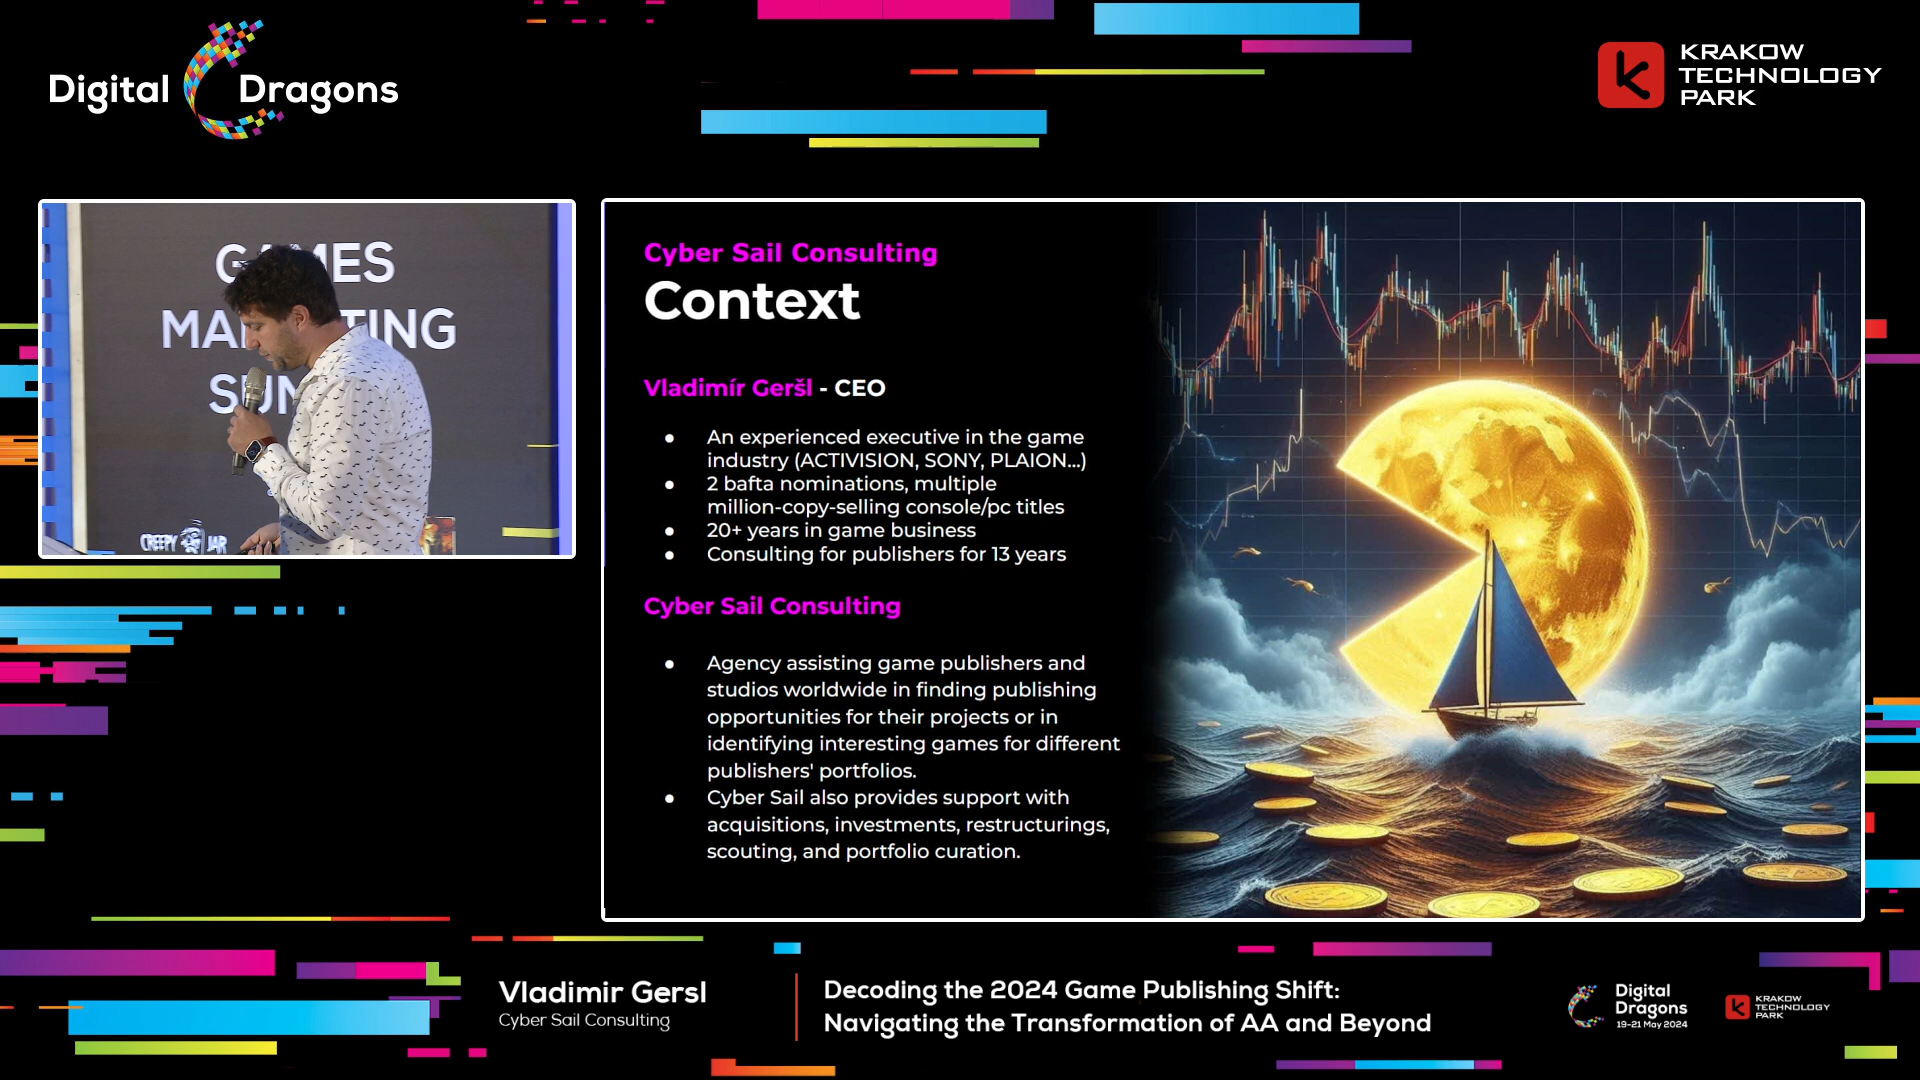 Digital Dragons
KRAKOW
TECHNOLOGY
PARK
GAMES
MARKETING
CREEPY JAR
Cyber Sail Consulting
Context
Vladimír Geršl - CEO
● An experienced executive in the game
industry (ACTIVISION, SONY, PLAION...)
● 2 bafta nominations, multiple
million-copy-selling console/pc titles
● 20+ years in game business
● Consulting for publishers for 13 years
Cyber Sail Consulting
● Agency assisting game publishers and
studios worldwide in finding publishing
opportunities for their projects or in
identifying interesting games for different
publishers' portfolios.
● Cyber Sail also provides support with
acquisitions, investments, restructurings,
scouting, and portfolio curation.
Vladimir Gersl
Cyber Sail Consulting
Decoding the 2024 Game Publishing Shift:
Navigating the Transformation of AA and Beyond
Digital
Dragons
19-21 May 2024
KRAKOW
TECHNOLOGY
PARK